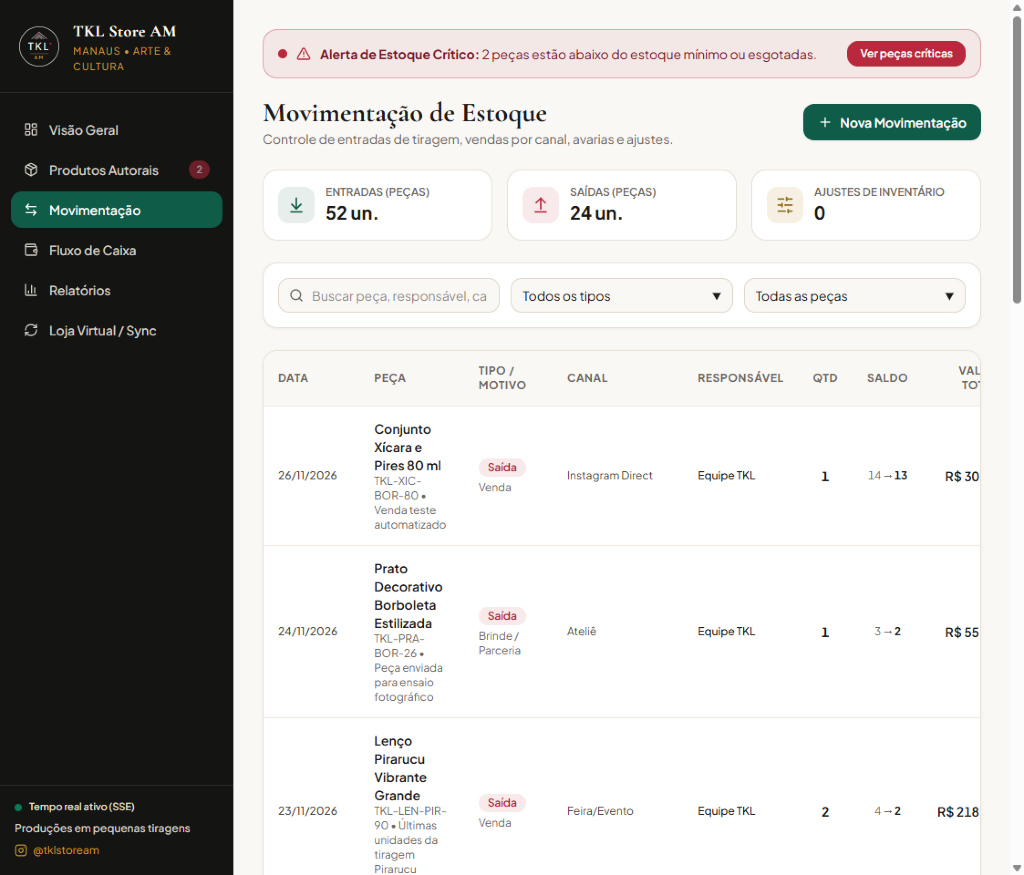 TKL
AM
TKL Store AM
MANAUS • ARTE &
CULTURA
Visão Geral
Produtos Autorais
2
Movimentação
Fluxo de Caixa
Relatórios
Loja Virtual / Sync
Tempo real ativo (SSE)
Produções em pequenas tiragens
@tklstoream
Alerta de Estoque Crítico: 2 peças estão abaixo do estoque mínimo ou esgotadas.
Ver peças críticas
Movimentação de Estoque
Controle de entradas de tiragem, vendas por canal, avarias e ajustes.
+ Nova Movimentação
ENTRADAS (PEÇAS)
52 un.
SAÍDAS (PEÇAS)
24 un.
AJUSTES DE INVENTÁRIO
0
Buscar peça, responsável, ca
Todos os tipos ▼
Todas as peças ▼
DATA
PEÇA
TIPO /
MOTIVO
CANAL
RESPONSÁVEL
QTD
SALDO
VAL
TOT
26/11/2026
Conjunto
Xícara e
Pires 80 ml
TKL-XIC-
BOR-80 •
Venda teste
automatizado
Saída
Venda
Instagram Direct
Equipe TKL
1
14→13
R$ 30
24/11/2026
Prato
Decorativo
Borboleta
Estilizada
TKL-PRA-
BOR-26 •
Peça enviada
para ensaio
fotográfico
Saída
Brinde /
Parceria
Ateliê
Equipe TKL
1
3→2
R$ 55
23/11/2026
Lenço
Pirarucu
Vibrante
Grande
TKL-LEN-PIR-
90 • Últimas
unidades da
tiragem
Pirarucu
Saída
Venda
Feira/Evento
Equipe TKL
2
4→2
R$ 218